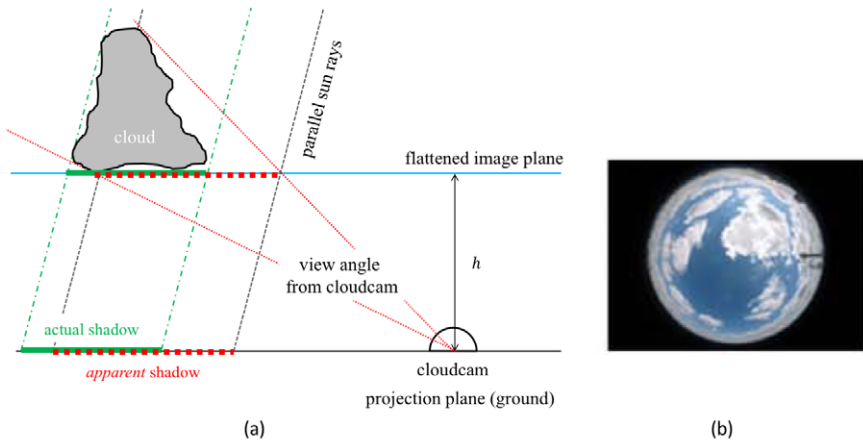 cloud
parallel sun rays
flattened image plane
h
view angle
from cloudcam
actual shadow
apparent shadow
cloudcam
projection plane (ground)
(a)
(b)